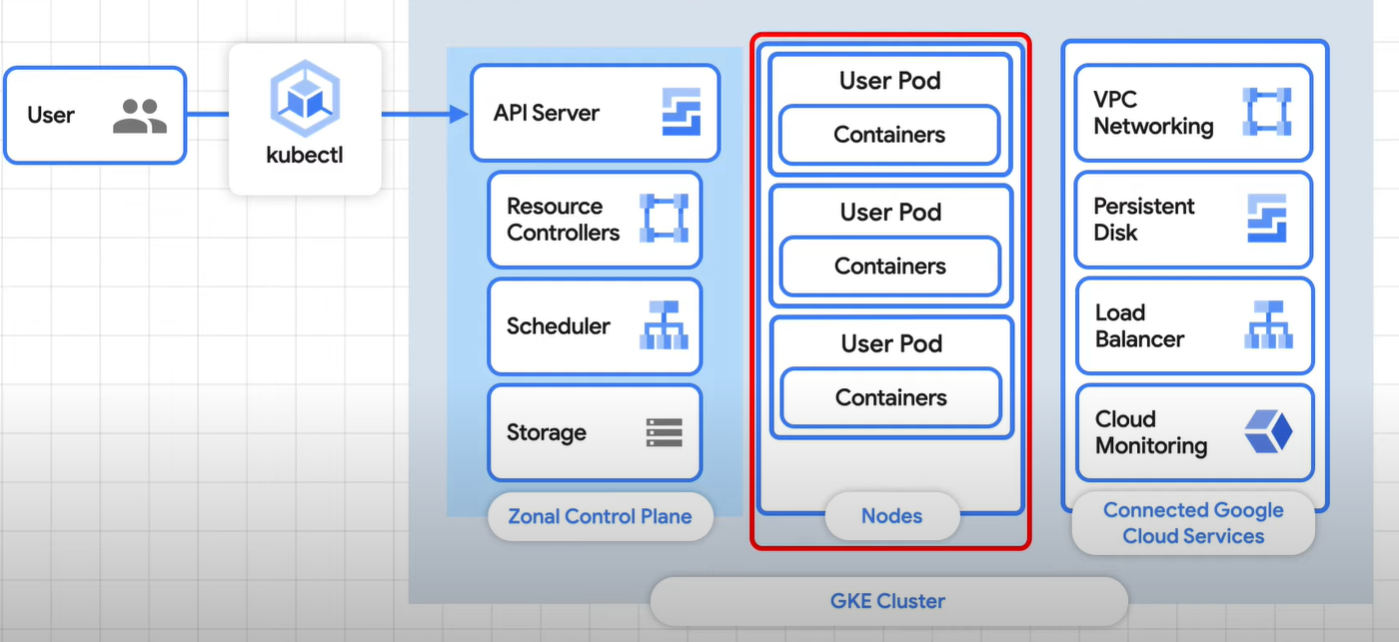 User
kubectl
API Server
Resource
Controllers
Scheduler
Storage
Zonal Control Plane
User Pod
Containers
User Pod
Containers
User Pod
Containers
Nodes
VPC
Networking
Persistent
Disk
Load
Balancer
Cloud
Monitoring
Connected Google
Cloud Services
GKE Cluster